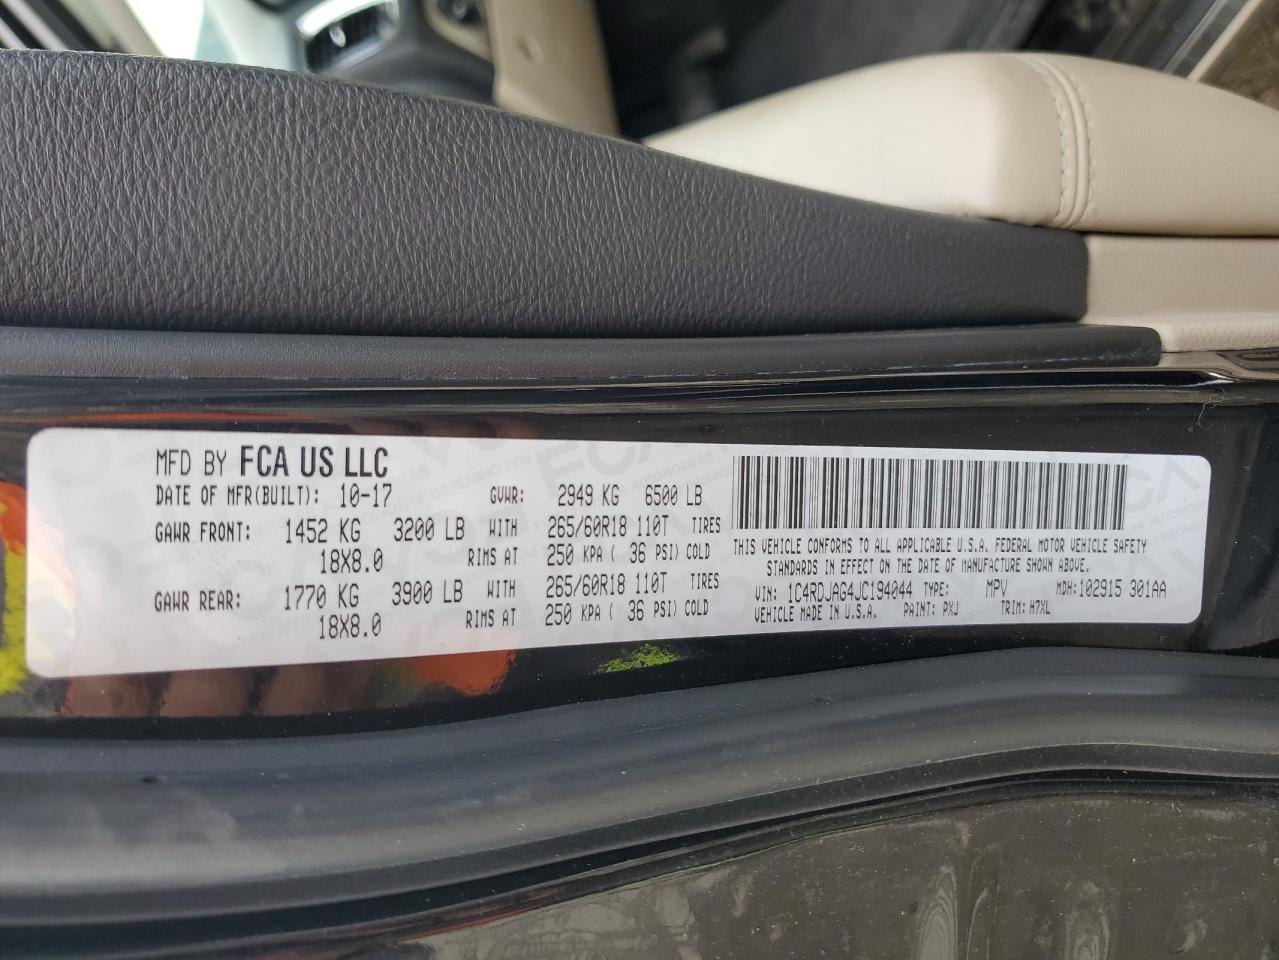 MFD BY FCA US LLC
DATE OF MFR(BUILT): 10-17 GVWR: 2949 KG 6500 LB
GAWR FRONT: 1452 KG 3200 LB WITH 265/60R18 110T TIRES
18X8.0 RIMS AT 250 KPA ( 36 PSI) COLD
GAWR REAR: 1770 KG 3900 LB WITH 265/60R18 110T TIRES
18X8.0 RIMS AT 250 KPA ( 36 PSI) COLD
THIS VEHICLE CONFORMS TO ALL APPLICABLE U.S.A. FEDERAL MOTOR VEHICLE SAFETY
STANDARDS IN EFFECT ON THE DATE OF MANUFACTURE SHOWN ABOVE.
VIN: 1C4RDJAG4JC194044 TYPE: MPV MDH: 102915 301AA
VEHICLE MADE IN U.S.A. PAINT: PXJ TRIM: H7XL